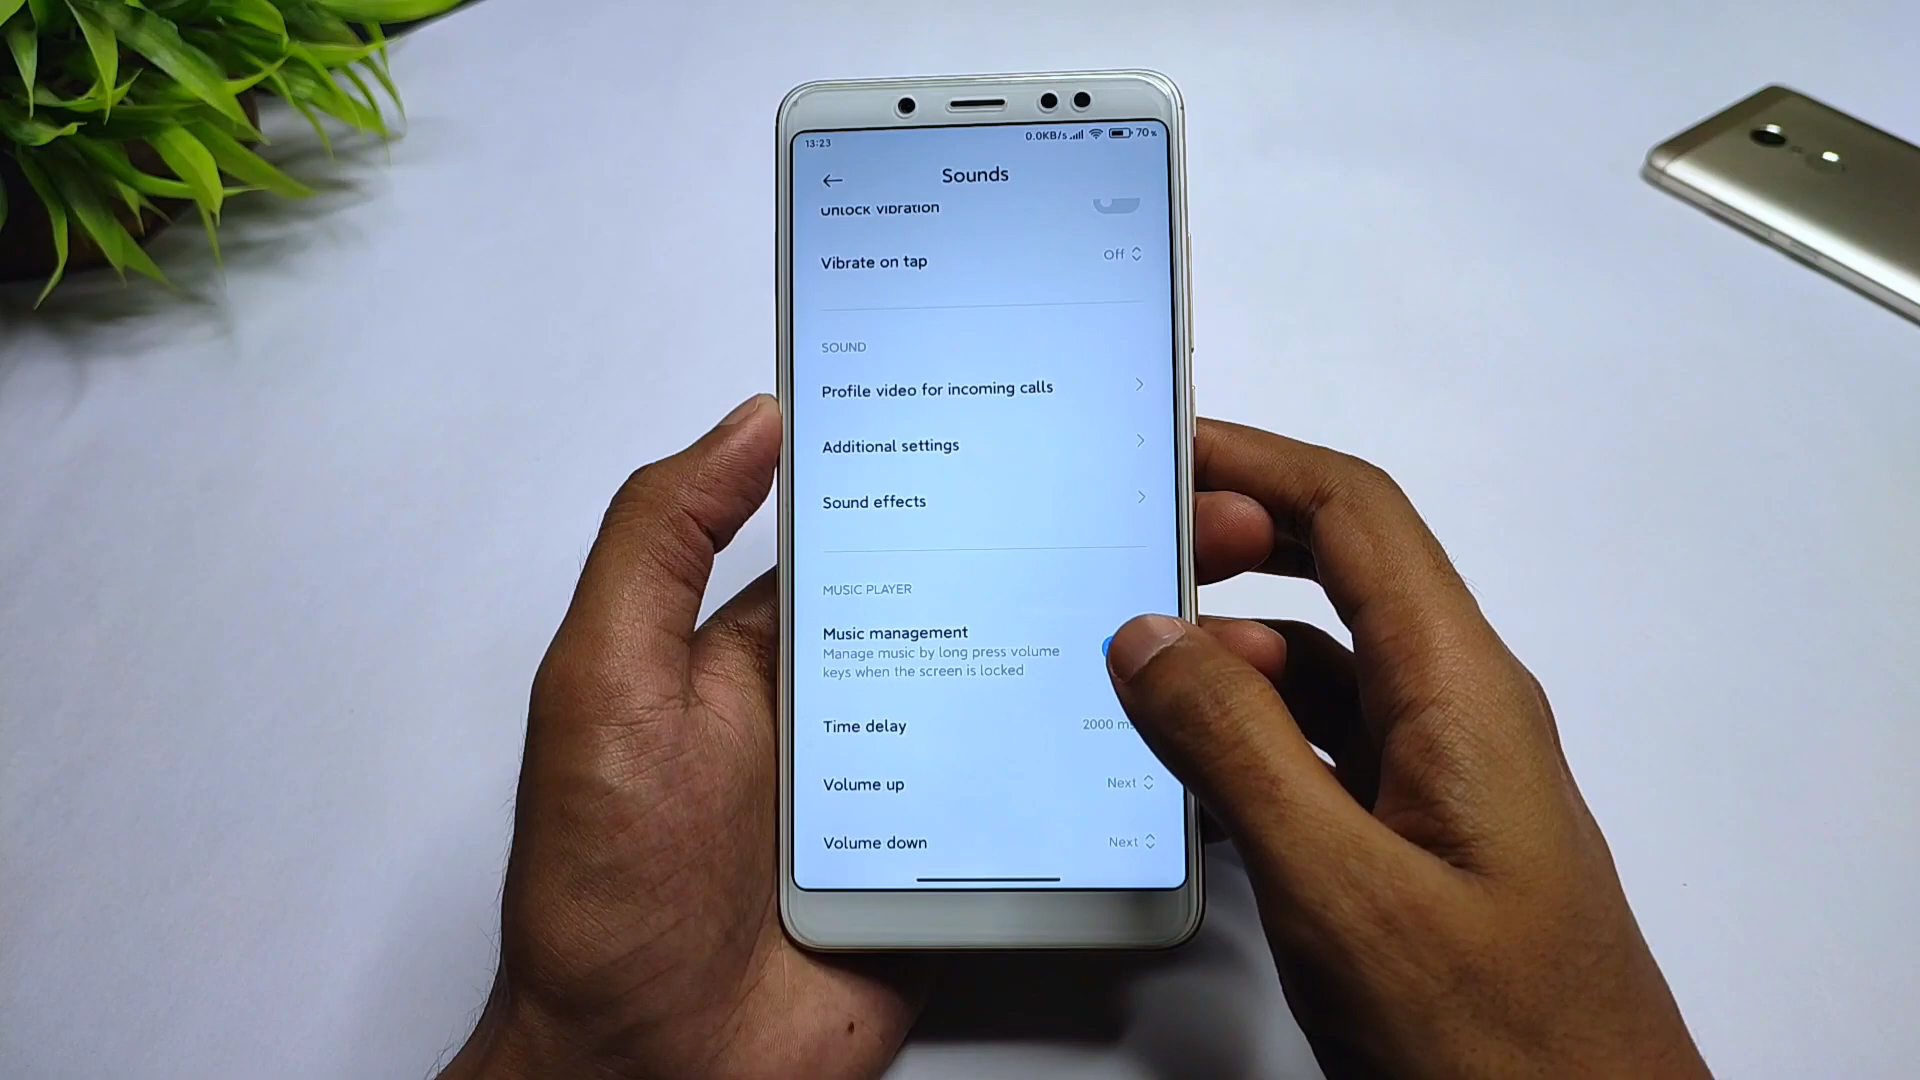 13:23 0.0KB/s 70%
Sounds
Unlock vibration
Vibrate on tap Off
SOUND
Profile video for incoming calls
Additional settings
Sound effects
MUSIC PLAYER
Music management
Manage music by long press volume
keys when the screen is locked
Time delay 2000 m
Volume up Next
Volume down Next